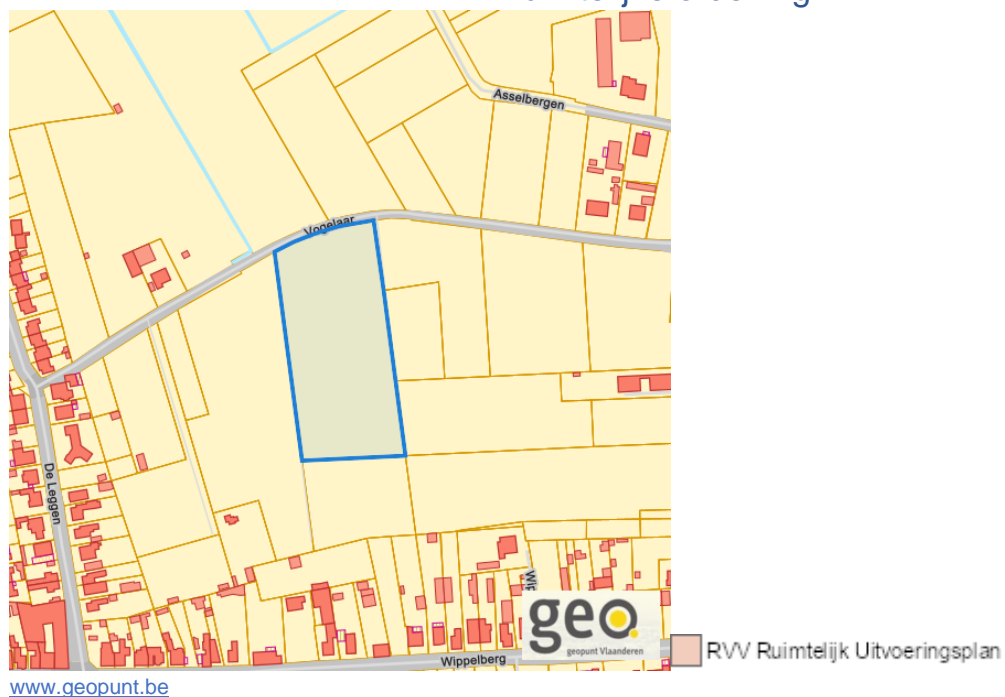 Asselbergen
Vogelaar
De Leggen
geo
geopunt Vlaanderen
Wippelberg
RVV Ruimtelijk Uitvoeringsplan
www.geopunt.be